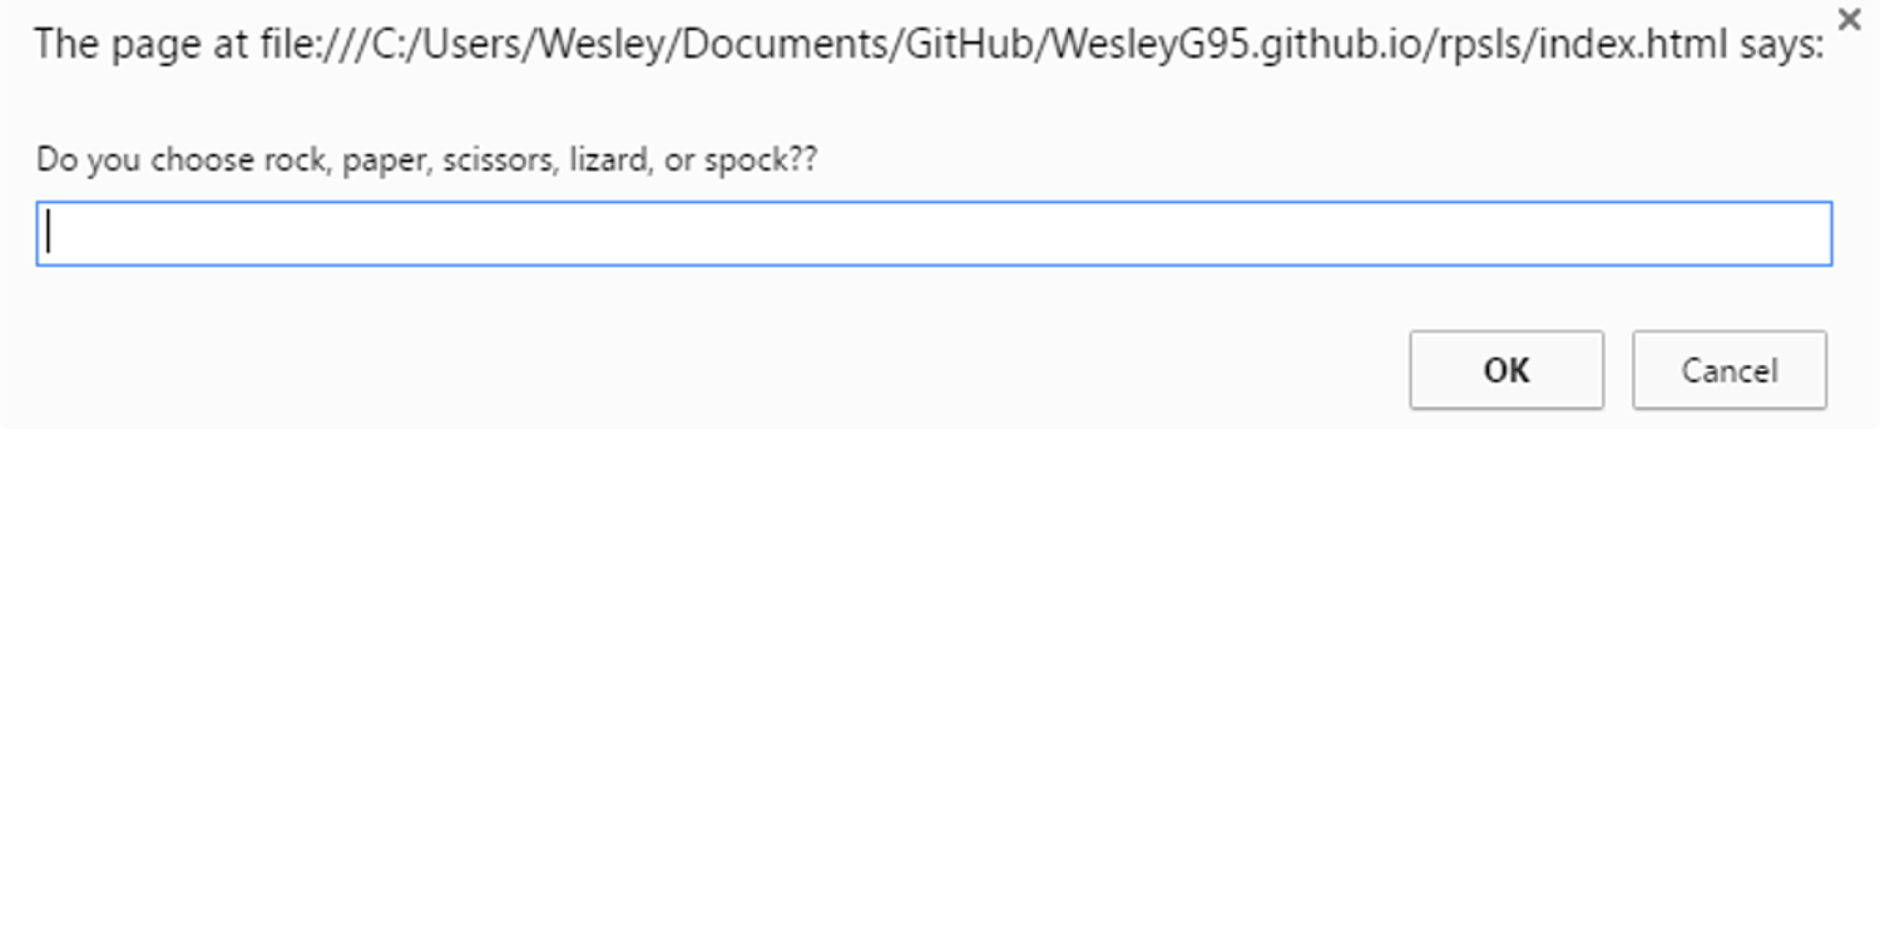 The page at file:///C:/Users/Wesley/Documents/GitHub/WesleyG95.github.io/rpsls/index.html says:
Do you choose rock, paper, scissors, lizard, or spock??
OK Cancel